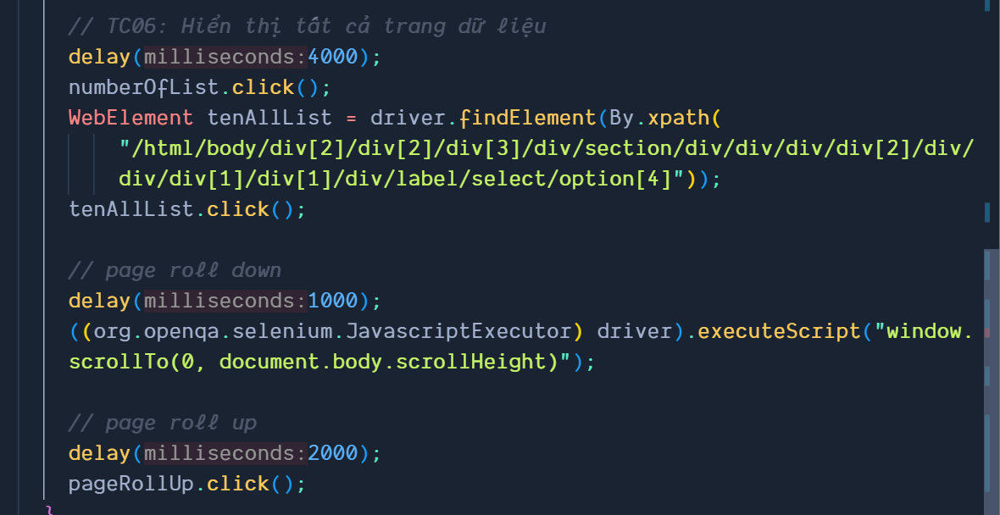 // TC06: Hiển thị tất cả trang dữ liệu
delay(milliseconds:4000);
numberOfList.click();
WebElement tenAllList = driver.findElement(By.xpath(
"/html/body/div[2]/div[2]/div[3]/div/section/div/div/div/div[2]/div/
div/div[1]/div[1]/div/label/select/option[4]"));
tenAllList.click();
// page roll down
delay(milliseconds:1000);
((org.openqa.selenium.JavascriptExecutor) driver).executeScript("window.
scrollTo(0, document.body.scrollHeight)");
// page roll up
delay(milliseconds:2000);
pageRollUp.click();
}